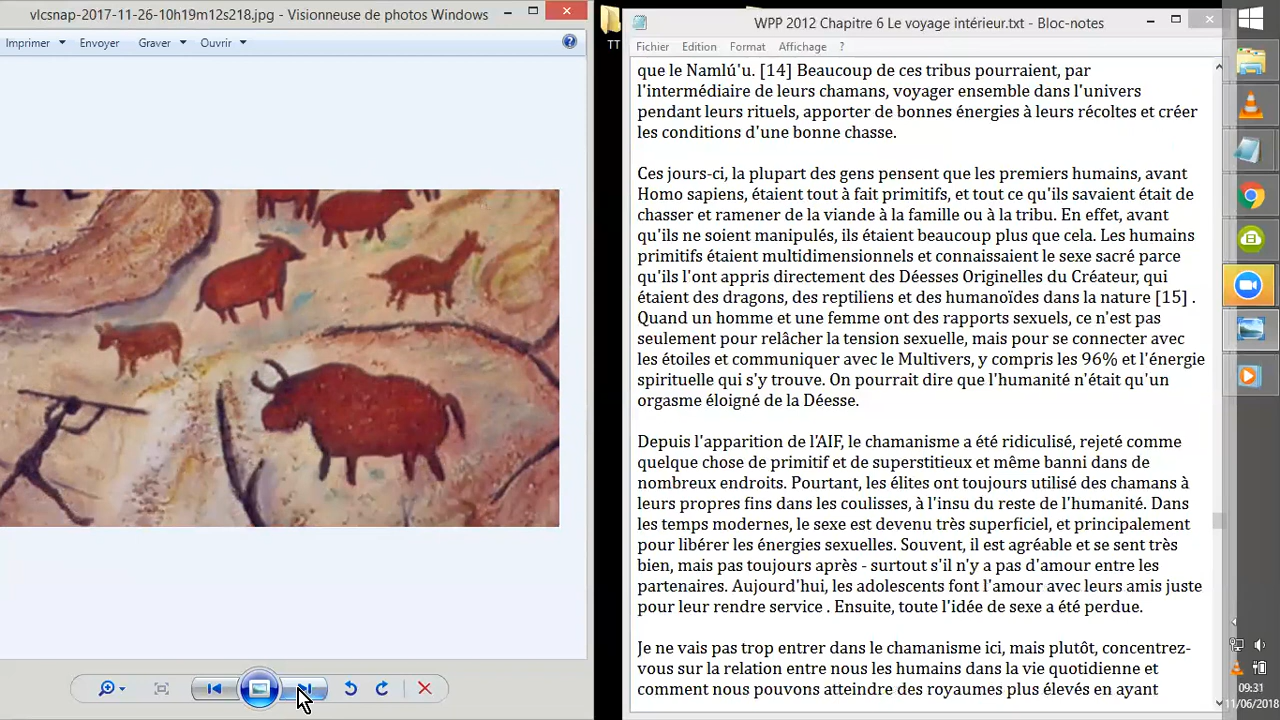 vlcsnap-2017-11-26-10h19m12s218.jpg - Visionneuse de photos Windows
Imprimer Envoyer Graver Ouvrir
TT
WPP 2012 Chapitre 6 Le voyage intérieur.txt - Bloc-notes
Fichier Edition Format Affichage ?
que le Namlú'u. [14] Beaucoup de ces tribus pourraient, par
l'intermédiaire de leurs chamans, voyager ensemble dans l'univers
pendant leurs rituels, apporter de bonnes énergies à leurs récoltes et créer
les conditions d'une bonne chasse.
Ces jours-ci, la plupart des gens pensent que les premiers humains, avant
Homo sapiens, étaient tout à fait primitifs, et tout ce qu'ils savaient était de
chasser et ramener de la viande à la famille ou à la tribu. En effet, avant
qu'ils ne soient manipulés, ils étaient beaucoup plus que cela. Les humains
primitifs étaient multidimensionnels et connaissaient le sexe sacré parce
qu'ils l'ont appris directement des Déesses Originelles du Créateur, qui
étaient des dragons, des reptiliens et des humanoïdes dans la nature [15] .
Quand un homme et une femme ont des rapports sexuels, ce n'est pas
seulement pour relâcher la tension sexuelle, mais pour se connecter avec
les étoiles et communiquer avec le Multivers, y compris les 96% et l'énergie
spirituelle qui s'y trouve. On pourrait dire que l'humanité n'était qu'un
orgasme éloigné de la Déesse.
Depuis l'apparition de l'AIF, le chamanisme a été ridiculisé, rejeté comme
quelque chose de primitif et de superstitieux et même banni dans de
nombreux endroits. Pourtant, les élites ont toujours utilisé des chamans à
leurs propres fins dans les coulisses, à l'insu du reste de l'humanité. Dans
les temps modernes, le sexe est devenu très superficiel, et principalement
pour libérer les énergies sexuelles. Souvent, il est agréable et se sent très
bien, mais pas toujours après - surtout s'il n'y a pas d'amour entre les
partenaires. Aujourd'hui, les adolescents font l'amour avec leurs amis juste
pour leur rendre service . Ensuite, toute l'idée de sexe a été perdue.
Je ne vais pas trop entrer dans le chamanisme ici, mais plutôt, concentrez-
vous sur la relation entre nous les humains dans la vie quotidienne et
comment nous pouvons atteindre des royaumes plus élevés en ayant
09:31
11/06/2018